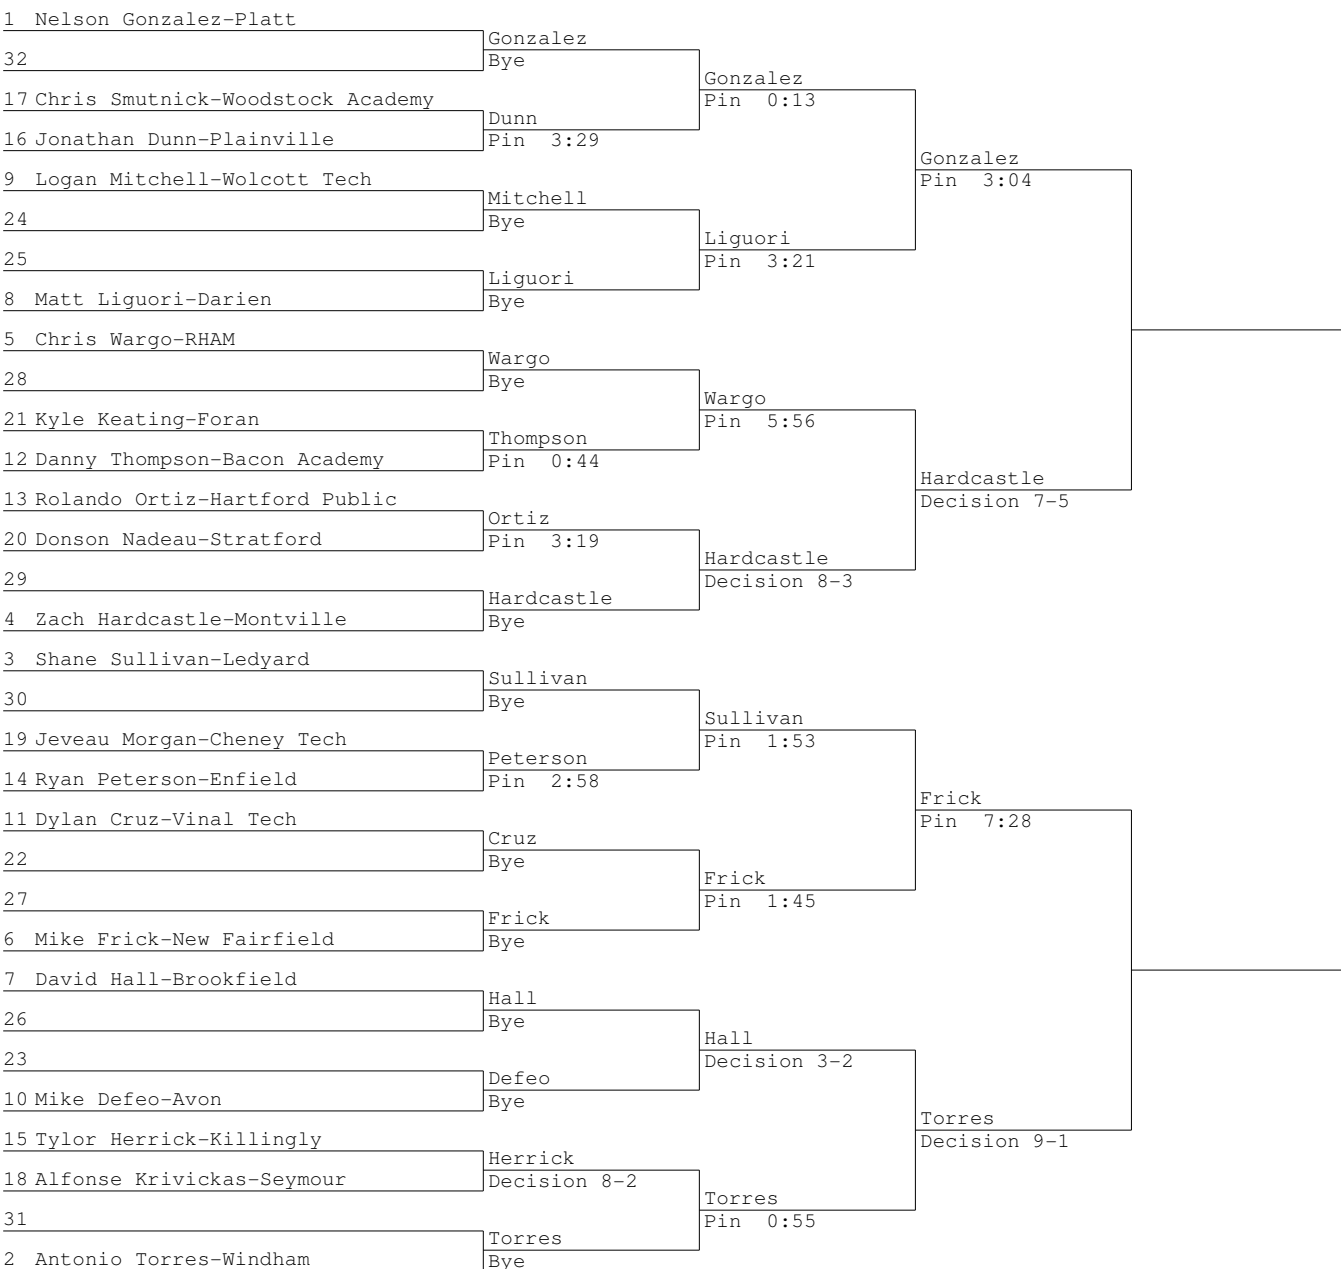 1 Nelson Gonzalez-Platt
Gonzalez
32
Bye
Gonzalez
17 Chris Smutnick-Woodstock Academy
Pin 0:13
Dunn
16 Jonathan Dunn-Plainville
Pin 3:29
Gonzalez
9 Logan Mitchell-Wolcott Tech
Pin 3:04
Mitchell
24
Bye
Liguori
25
Pin 3:21
Liguori
8 Matt Liguori-Darien
Bye
5 Chris Wargo-RHAM
Wargo
28
Bye
Wargo
21 Kyle Keating-Foran
Pin 5:56
Thompson
12 Danny Thompson-Bacon Academy
Pin 0:44
Hardcastle
13 Rolando Ortiz-Hartford Public
Decision 7-5
Ortiz
20 Donson Nadeau-Stratford
Pin 3:19
Hardcastle
29
Decision 8-3
Hardcastle
4 Zach Hardcastle-Montville
Bye
3 Shane Sullivan-Ledyard
Sullivan
30
Bye
Sullivan
19 Jeveau Morgan-Cheney Tech
Pin 1:53
Peterson
14 Ryan Peterson-Enfield
Pin 2:58
Frick
11 Dylan Cruz-Vinal Tech
Pin 7:28
Cruz
22
Bye
Frick
27
Pin 1:45
Frick
6 Mike Frick-New Fairfield
Bye
7 David Hall-Brookfield
Hall
26
Bye
Hall
23
Decision 3-2
Defeo
10 Mike Defeo-Avon
Bye
Torres
15 Tylor Herrick-Killingly
Decision 9-1
Herrick
18 Alfonse Krivickas-Seymour
Decision 8-2
Torres
31
Pin 0:55
Torres
2 Antonio Torres-Windham
Bye